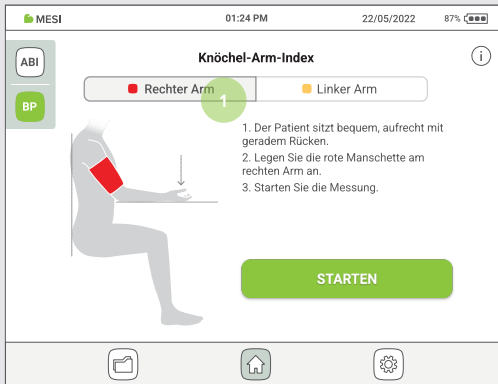 MESI
01:24 PM
22/05/2022
87%
ABI
BP
Knöchel-Arm-Index
i
Rechter Arm
Linker Arm
1
1. Der Patient sitzt bequem, aufrecht mit
geradem Rücken.
2. Legen Sie die rote Manschette am
rechten Arm an.
3. Starten Sie die Messung.
STARTEN